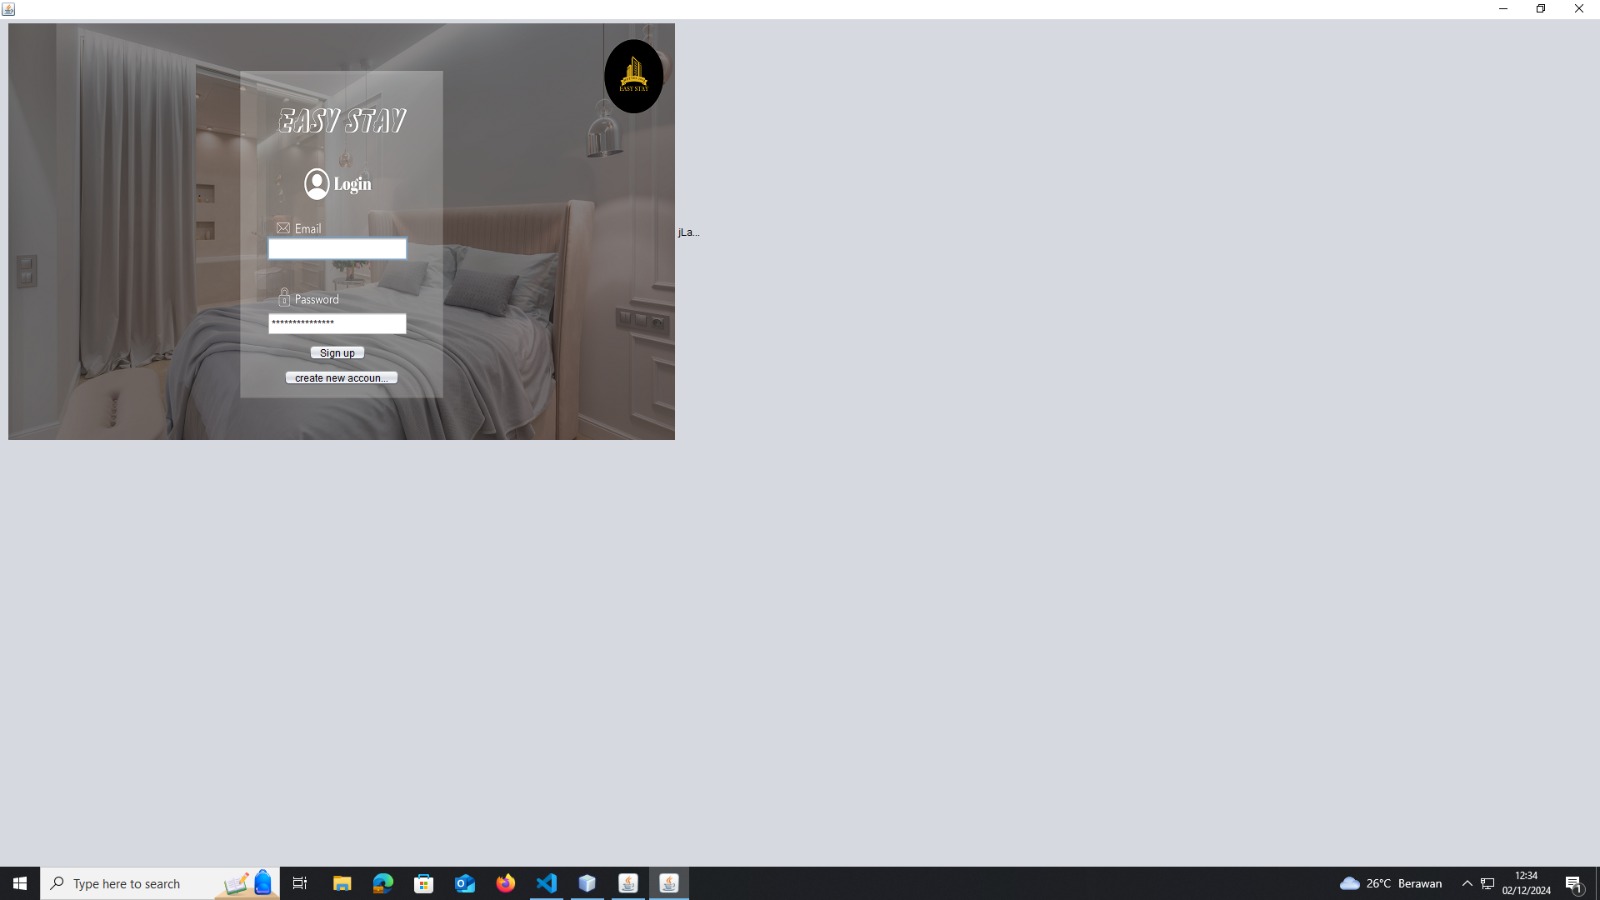 EASY STAY
EASY STAY
Login
Email
jLa...
Password
***************
Sign up
create new accoun...
Type here to search
26°C Berawan
12:34
02/12/2024
1